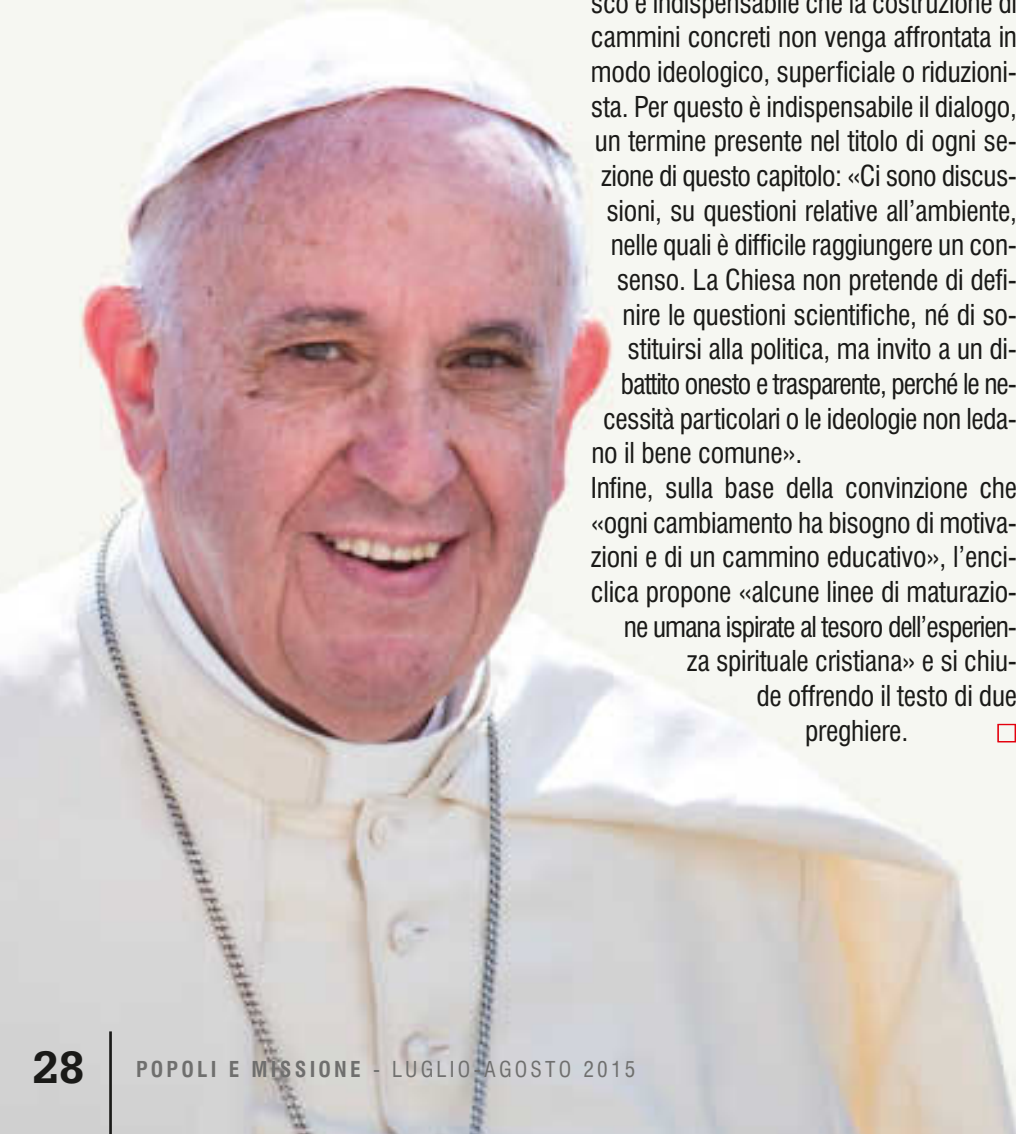 sco è indispensabile che la costruzione di
cammini concreti non venga affrontata in
modo ideologico, superficiale o riduzioni-
sta. Per questo è indispensabile il dialogo,
un termine presente nel titolo di ogni se-
zione di questo capitolo: «Ci sono discus-
sioni, su questioni relative all’ambiente,
nelle quali è difficile raggiungere un con-
senso. La Chiesa non pretende di defi-
nire le questioni scientifiche, né di so-
stituirsi alla politica, ma invito a un di-
battito onesto e trasparente, perché le ne-
cessità particolari o le ideologie non leda-
no il bene comune».
Infine, sulla base della convinzione che
«ogni cambiamento ha bisogno di motiva-
zioni e di un cammino educativo», l’enci-
clica propone «alcune linee di maturazio-
ne umana ispirate al tesoro dell’esperien-
za spirituale cristiana» e si chiu-
de offrendo il testo di due
preghiere.
28 POPOLI E MISSIONE - LUGLIO-AGOSTO 2015